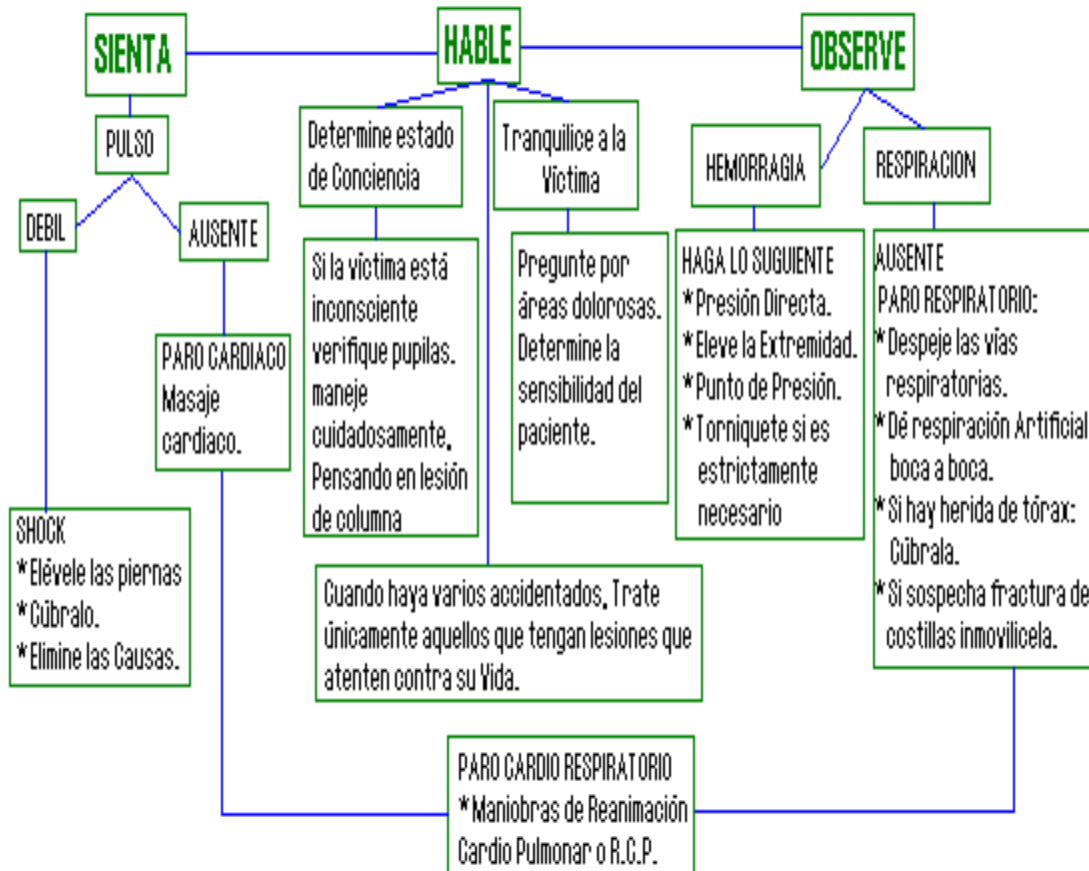 SIENTA
HABLE
OBSERVE
PULSO
DEBIL
AUSENTE
PARO CARDIACO
Masaje
cardiaco.
SHOCK
*Elévele las piernas
*Cúbralo.
*Elimine las Causas.
Determine estado
de Conciencia
Si la víctima está
inconsciente
verifique pupilas.
maneje
cuidadosamente.
Pensando en lesión
de columna
Tranquilice a la
Víctima
Pregunte por
áreas dolorosas.
Determine la
sensibilidad del
paciente.
Cuando haya varios accidentados. Trate
únicamente aquellos que tengan lesiones que
atenten contra su Vida.
HEMORRAGIA
HAGA LO SUGUIENTE
*Presión Directa.
*Eleve la Extremidad.
*Punto de Presión.
*Torniquete si es
estrictamente
necesario
RESPIRACION
AUSENTE
PARO RESPIRATORIO:
*Despeje las vías
respiratorias.
*Dé respiración Artificial
boca a boca.
*Si hay herida de tórax:
Cúbrala.
*Si sospecha fractura de
costillas inmovilicela.
PARO CARDIO RESPIRATORIO
*Maniobras de Reanimación
Cardio Pulmonar o R.C.P.